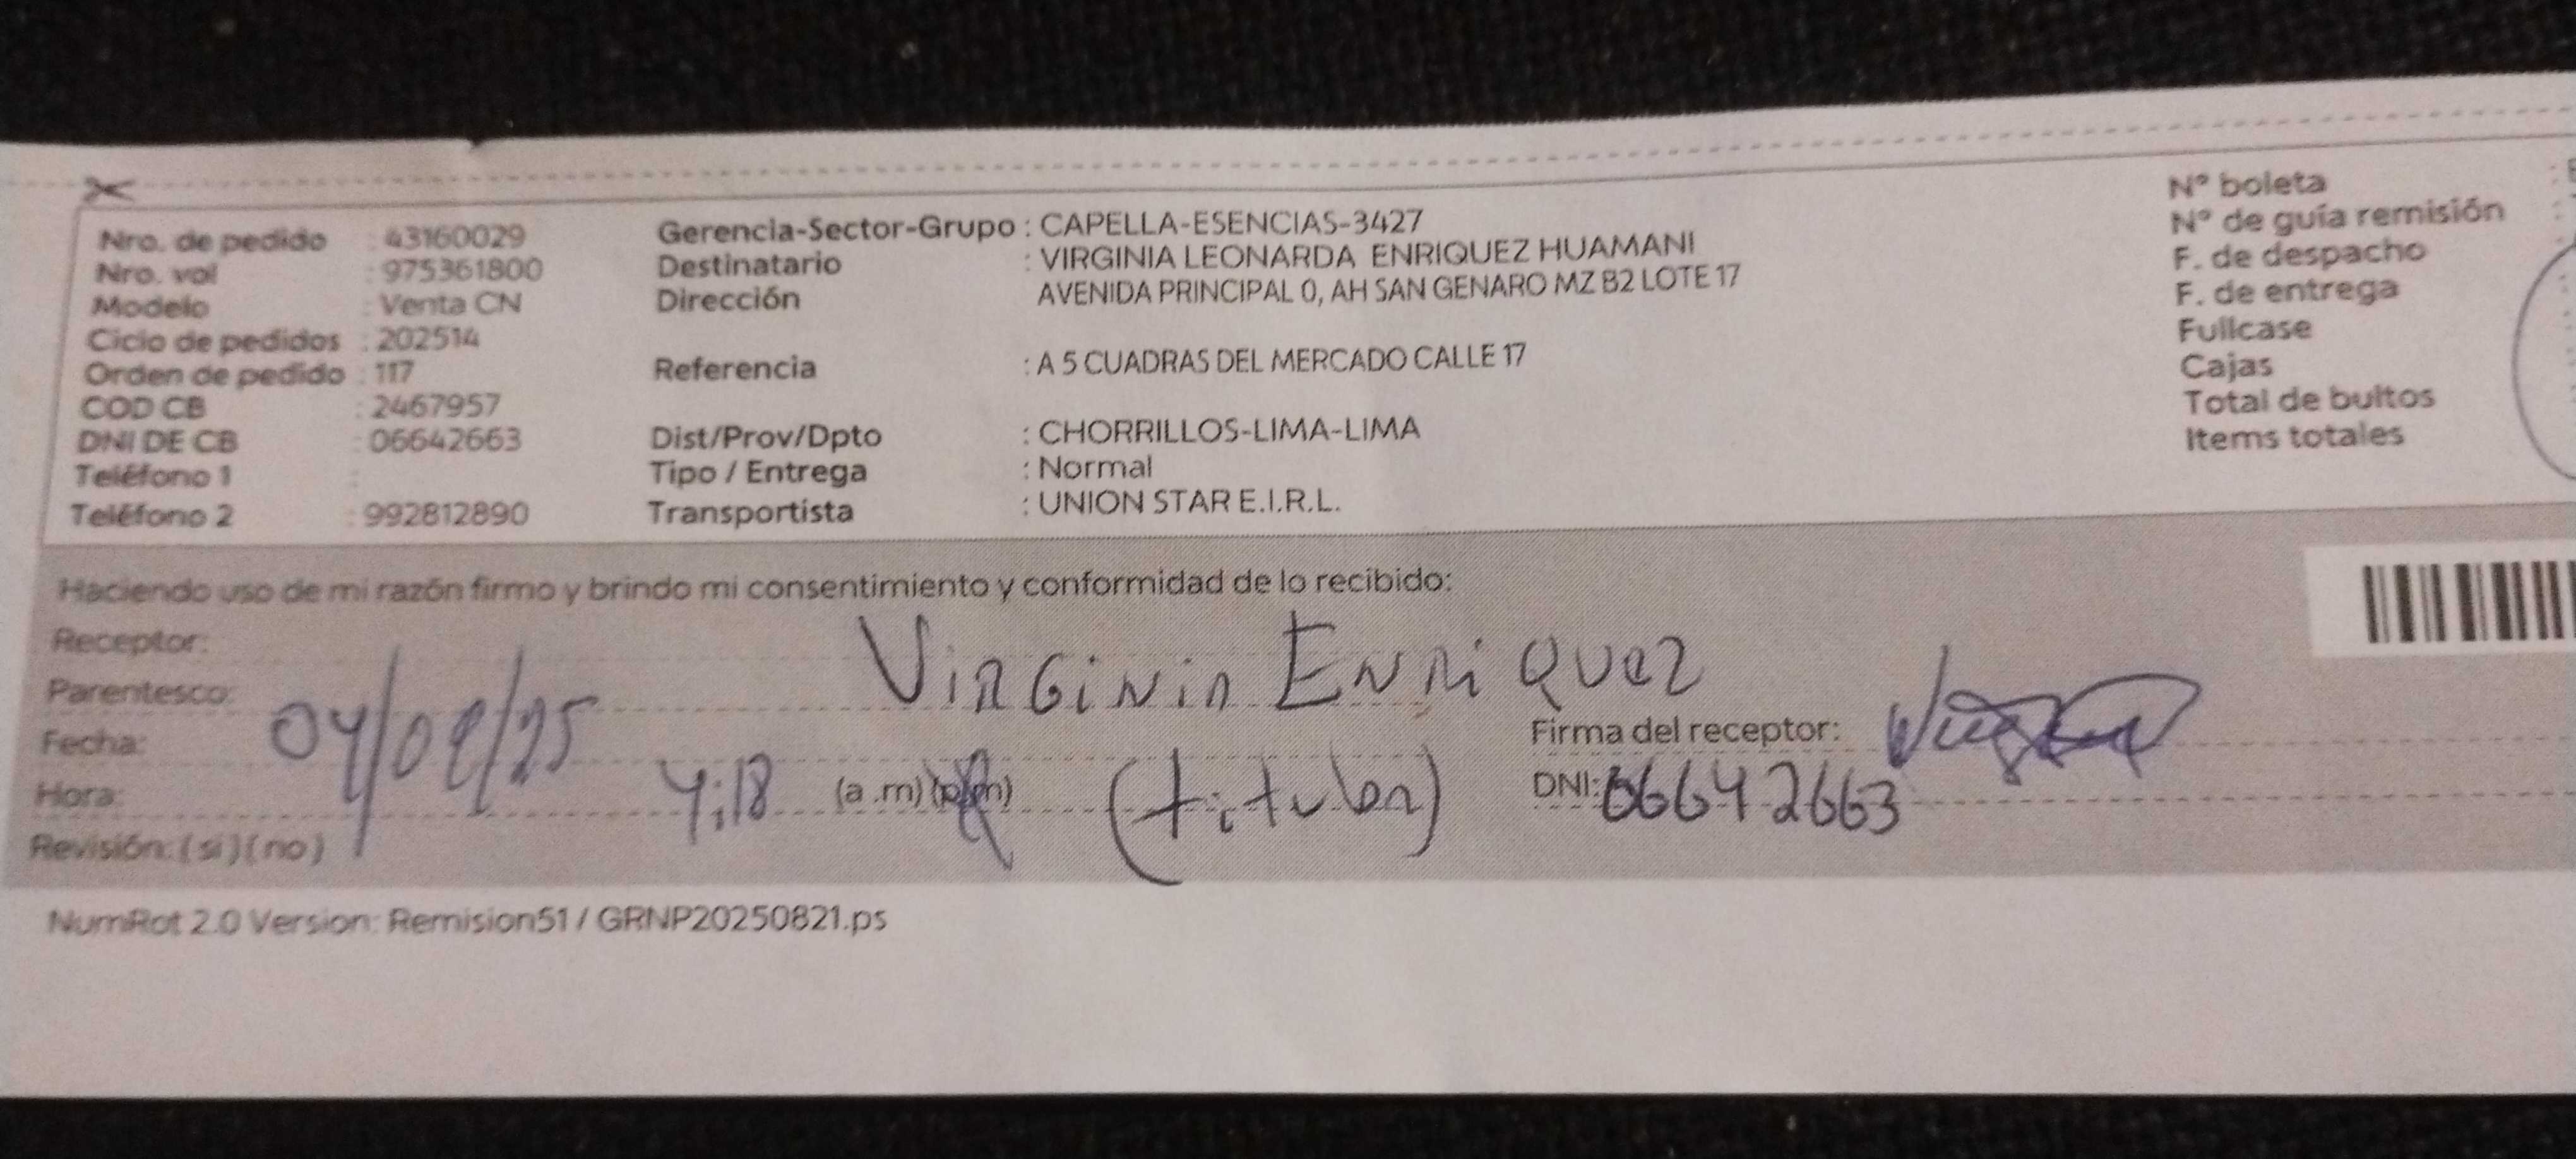 Nro. de pedido : 43160029
Nro. vol : 975361800
Modelo : Venta CN
Ciclo de pedidos : 202514
Orden de pedido : 117
COD CB : 2467957
DNI DE CB : 06642663
Teléfono 1 :
Teléfono 2 : 992812890
Gerencia-Sector-Grupo : CAPELLA-ESENCIAS-3427
Destinatario : VIRGINIA LEONARDA ENRIQUEZ HUAMANI
Dirección AVENIDA PRINCIPAL 0, AH SAN GENARO MZ B2 LOTE 17
Referencia : A 5 CUADRAS DEL MERCADO CALLE 17
Dist/Prov/Dpto : CHORRILLOS-LIMA-LIMA
Tipo / Entrega : Normal
Transportista : UNION STAR E.I.R.L.
N° boleta
N° de guía remisión
F. de despacho
F. de entrega
Fullcase
Cajas
Total de bultos
Items totales
Haciendo uso de mi razón firmo y brindo mi consentimiento y conformidad de lo recibido:
Receptor: Virginia Enriquez
Parentesco:
Fecha: 04/09/25
Firma del receptor:
Hora: 4:18 (a .m) (p.m) (titular)
DNI: 06642663
Revisión: ( si ) ( no )
NumRot 2.0 Version: Remision51 / GRNP20250821.ps